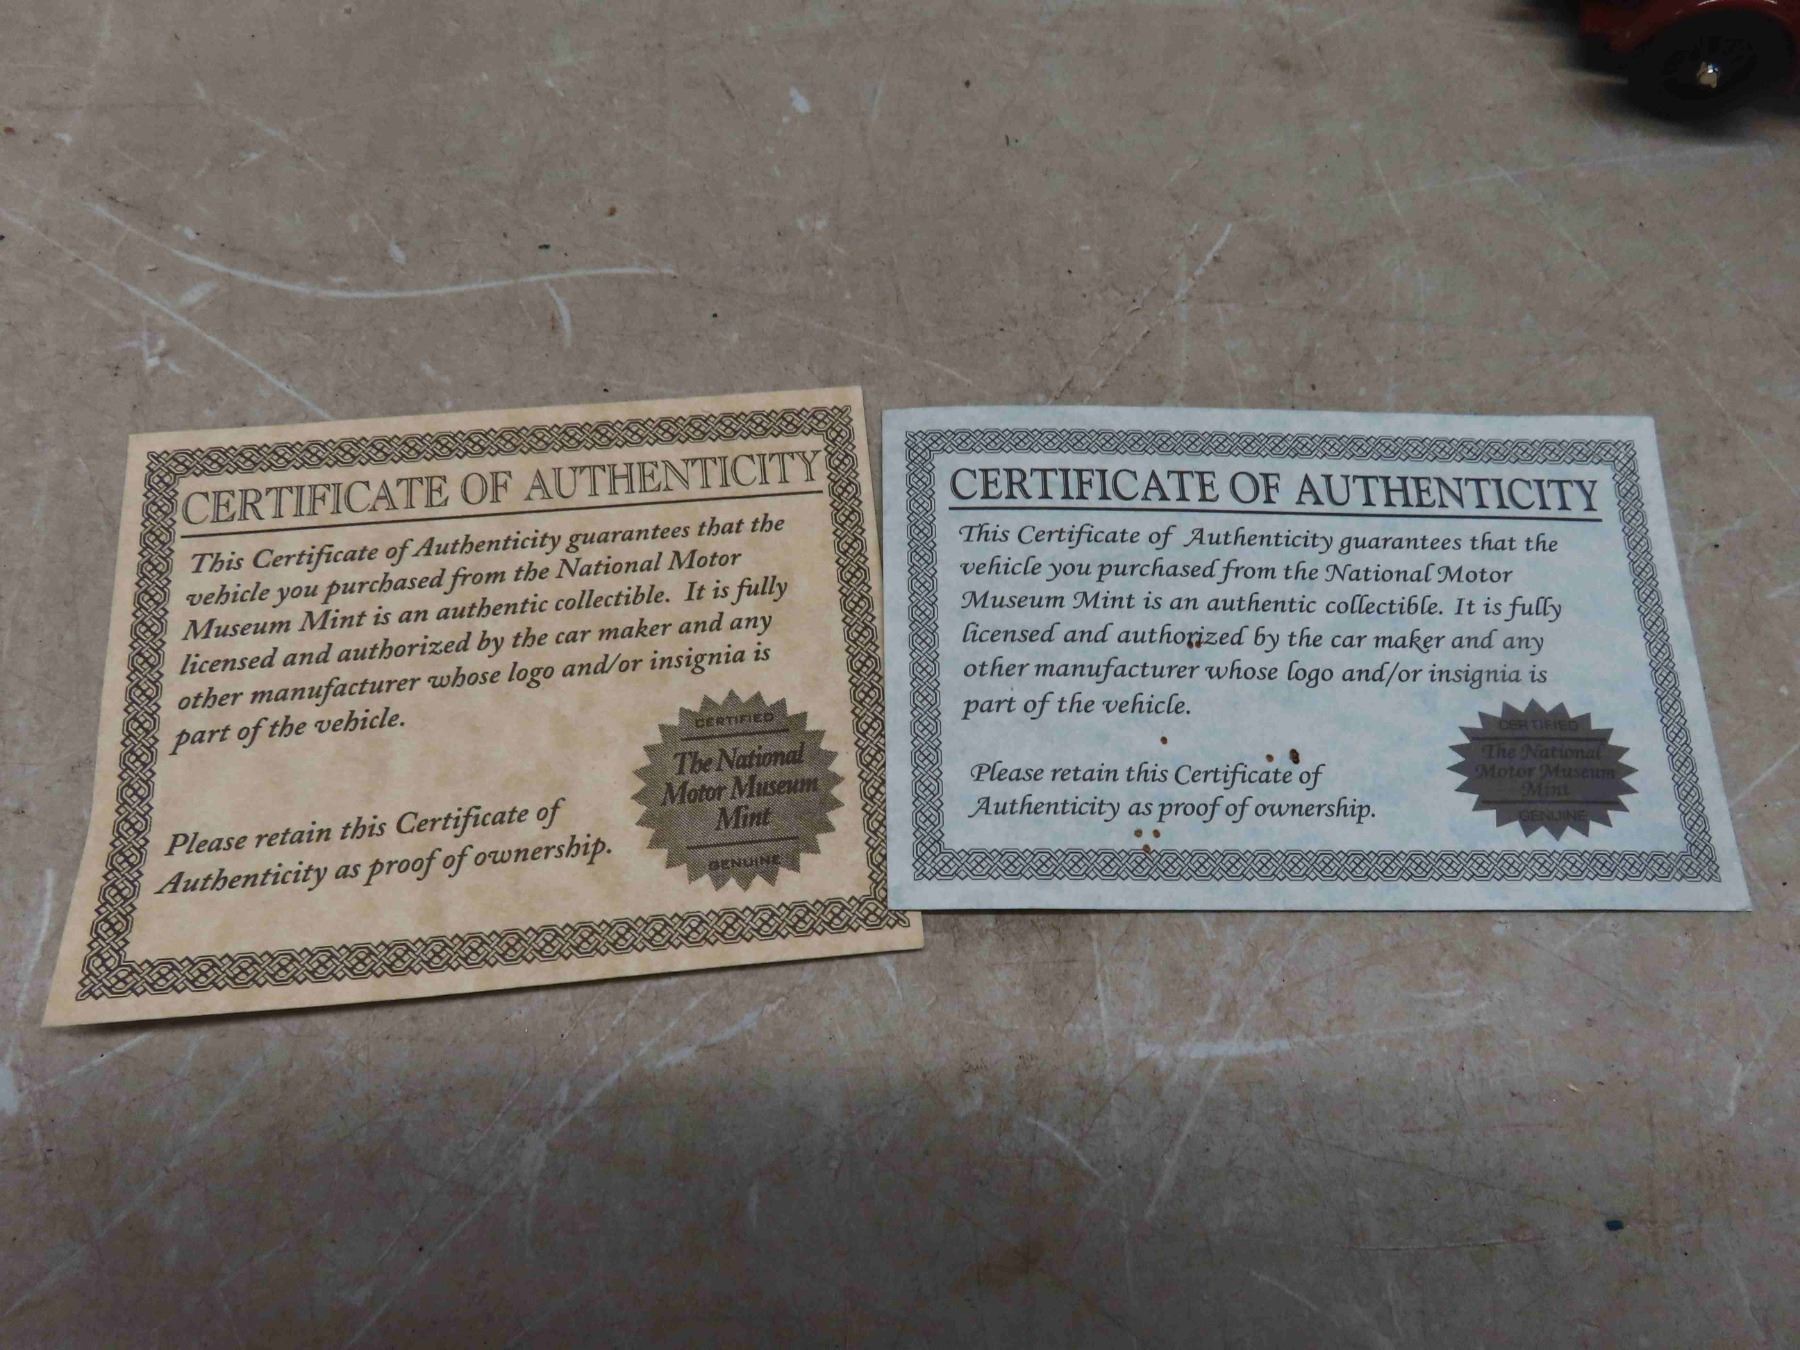 CERTIFICATE OF AUTHENTICITY
This Certificate of Authenticity guarantees that the
vehicle you purchased from the National Motor
Museum Mint is an authentic collectible. It is fully
licensed and authorized by the car maker and any
other manufacturer whose logo and/or insignia is
part of the vehicle.
Please retain this Certificate of
Authenticity as proof of ownership.
CERTIFIED
The National
Motor Museum
Mint
GENUINE
CERTIFICATE OF AUTHENTICITY
This Certificate of Authenticity guarantees that the
vehicle you purchased from the National Motor
Museum Mint is an authentic collectible. It is fully
licensed and authorized by the car maker and any
other manufacturer whose logo and/or insignia is
part of the vehicle.
Please retain this Certificate of
Authenticity as proof of ownership.
CERTIFIED
The National
Motor Museum
Mint
GENUINE